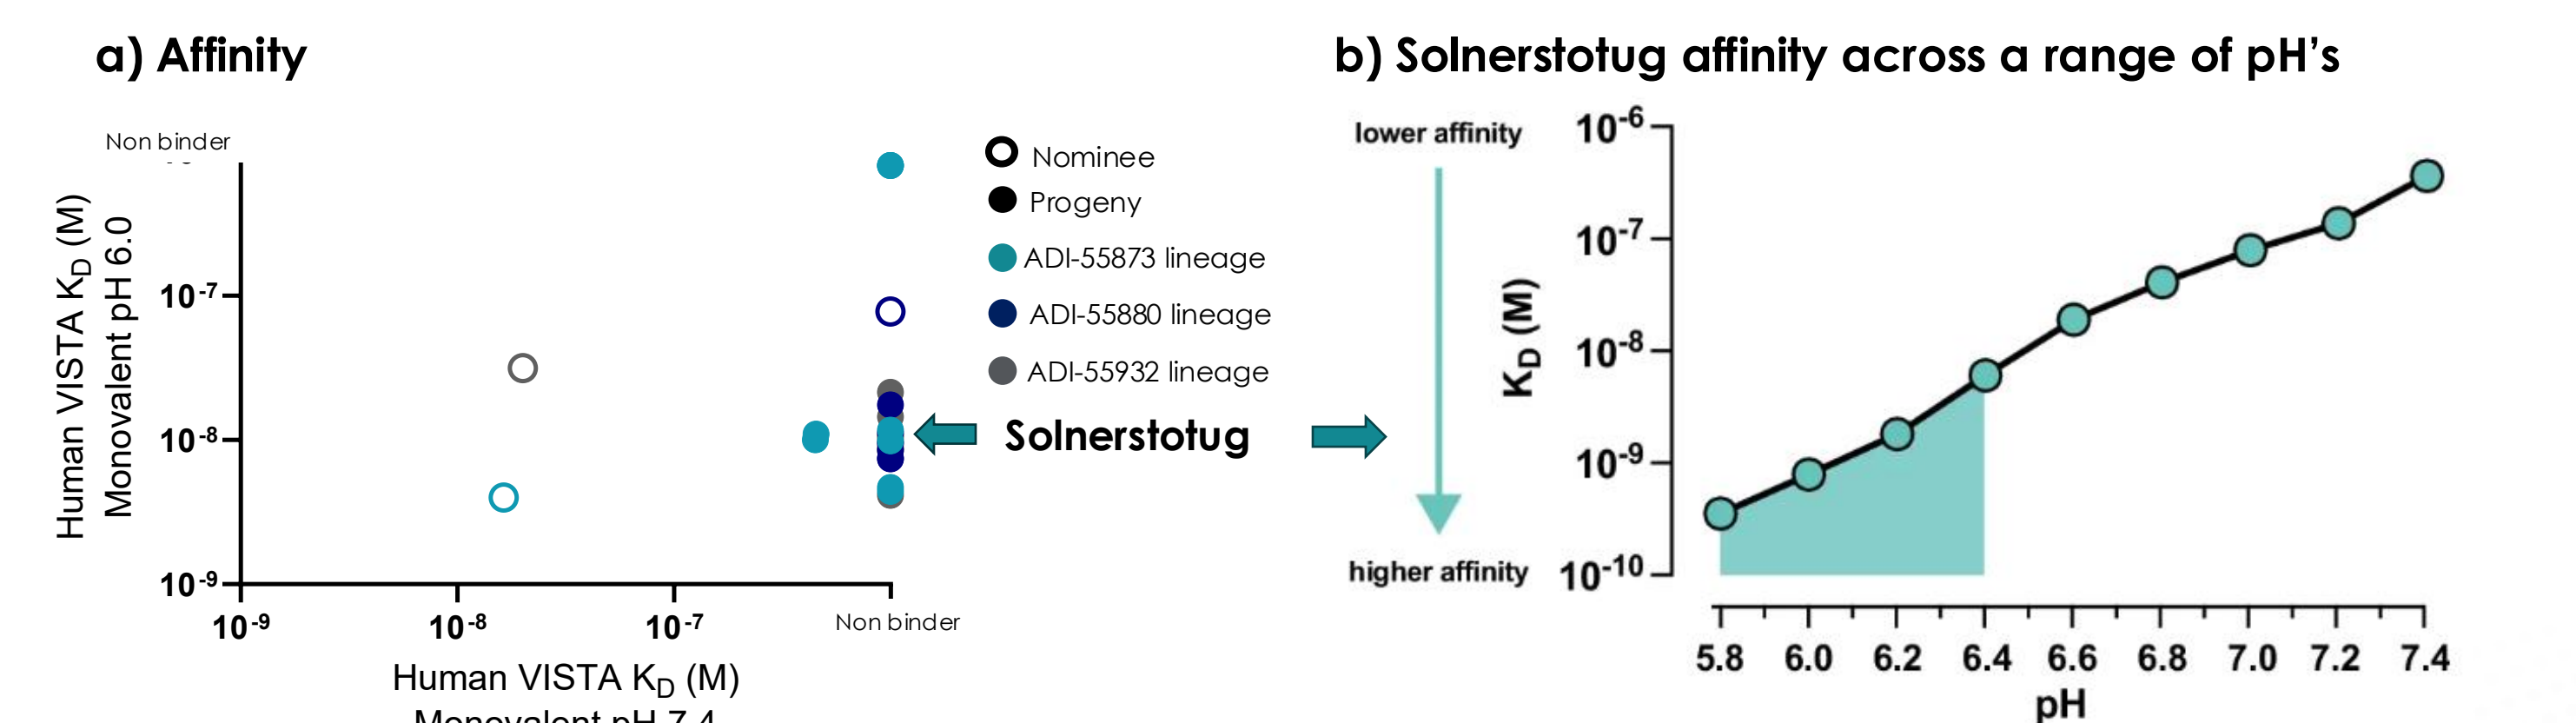 a) Affinity
Non binder
Human VISTA K_D (M)
Monovalent pH 6.0
10^-7
10^-8
10^-9
10^-9
10^-8
10^-7
Non binder
Human VISTA K_D (M)
Monovalent pH 7.4
Nominee
Progeny
ADI-55873 lineage
ADI-55880 lineage
ADI-55932 lineage
Solnerstotug
b) Solnerstotug affinity across a range of pH’s
lower affinity
higher affinity
K_D (M)
10^-6
10^-7
10^-8
10^-9
10^-10
5.8 6.0 6.2 6.4 6.6 6.8 7.0 7.2 7.4
pH